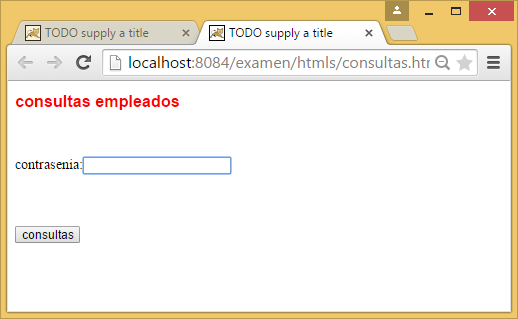 TODO supply a title
TODO supply a title
localhost:8084/examen/htmls/consultas.htm
consultas empleados
contrasenia:
consultas